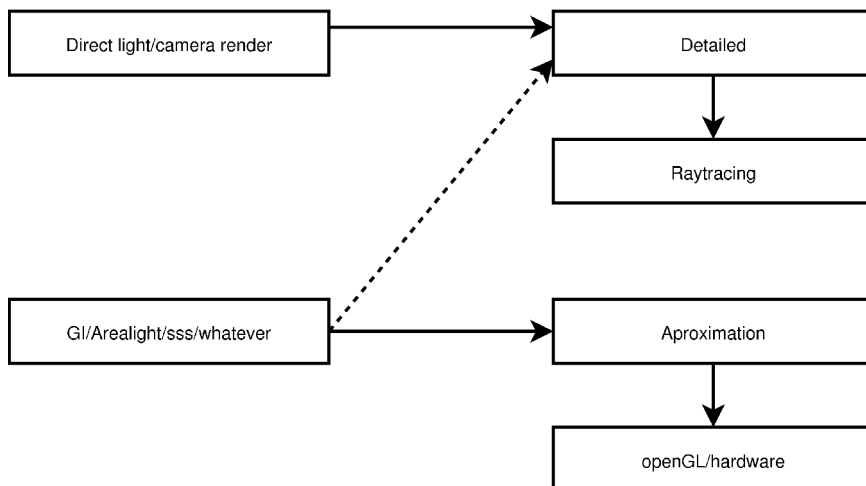 Direct light/camera render
Detailed
Raytracing
GI/Arealight/sss/whatever
Aproximation
openGL/hardware